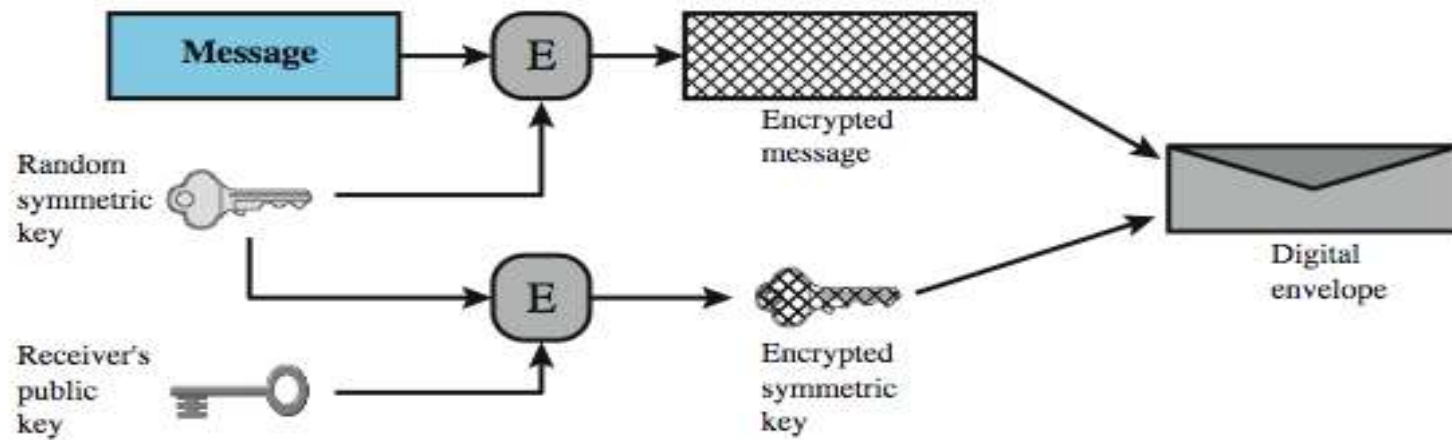 Message
E
Encrypted
message
Random
symmetric
key
Digital
envelope
E
Receiver's
public
key
Encrypted
symmetric
key